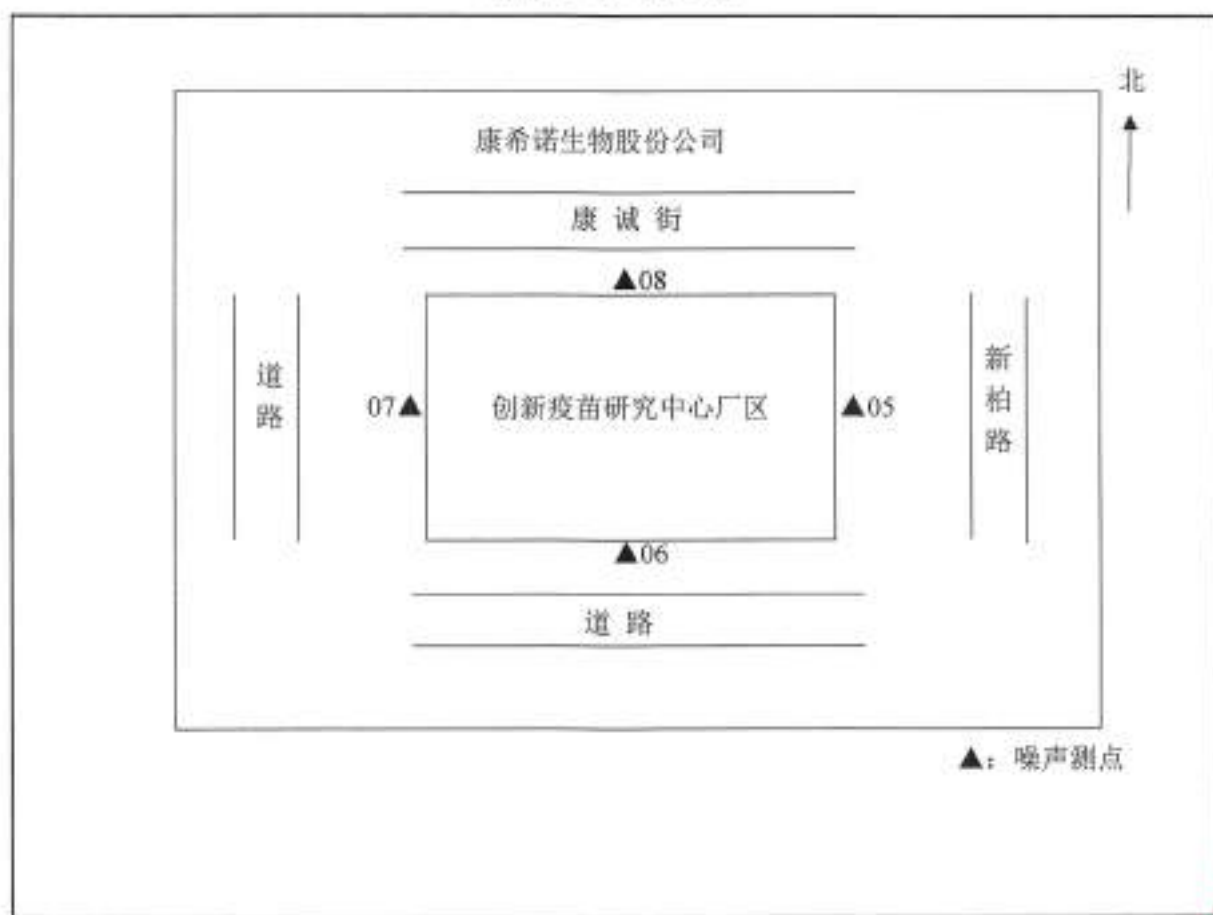 北
康希诺生物股份公司
康诚街
▲08
道路
新柏路
07▲
创新疫苗研究中心厂区
▲05
▲06
道路
▲：噪声测点